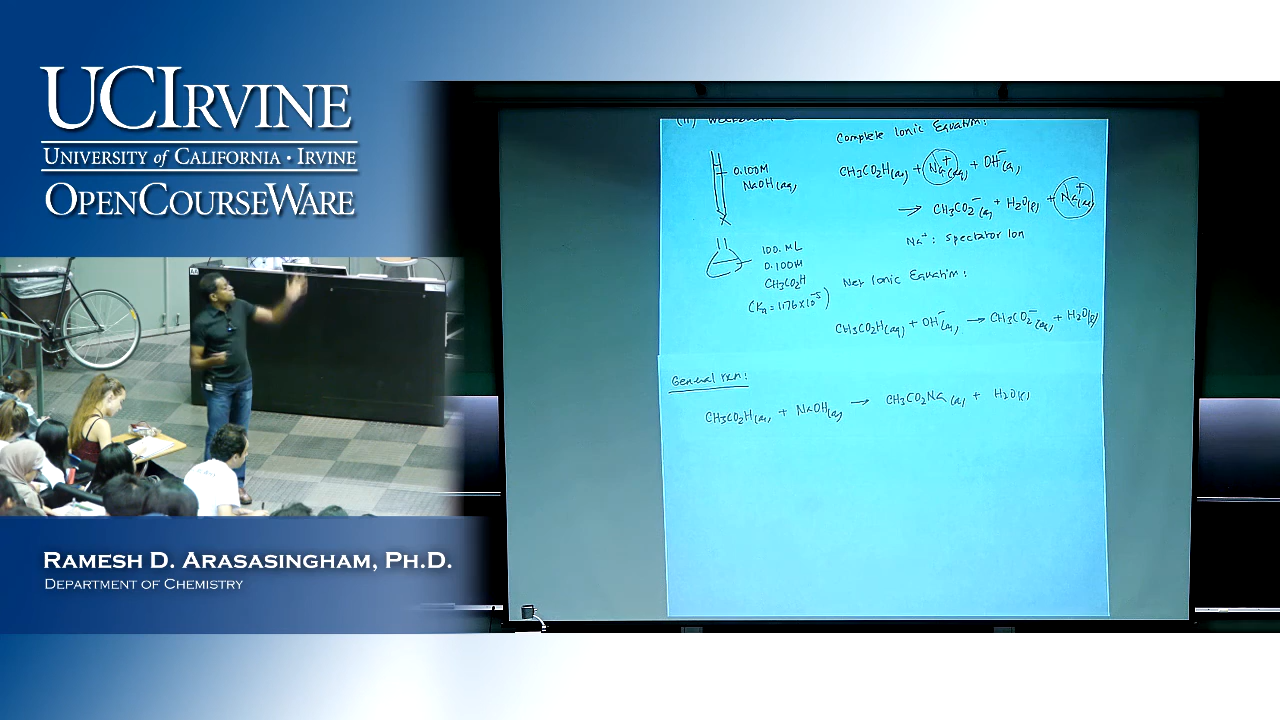 UCIRVINE
UNIVERSITY of CALIFORNIA · IRVINE
OPENCOURSEWARE
RAMESH D. ARASASINGHAM, PH.D.
DEPARTMENT OF CHEMISTRY
(ii)
Complete Ionic Equation:
0.100M
NaOH(aq)
CH3CO2H(aq) + Na+(aq) + OH-(aq)
→ CH3CO2-(aq) + H2O(l) + Na+(aq)
Na+: Spectator Ion
100. mL
0.100M
CH3CO2H
(Ka = 1.76x10-5)
Net Ionic Equation:
CH3CO2H(aq) + OH-(aq) → CH3CO2-(aq) + H2O(l)
General rxn:
CH3CO2H(aq) + NaOH(aq) → CH3CO2Na(aq) + H2O(l)